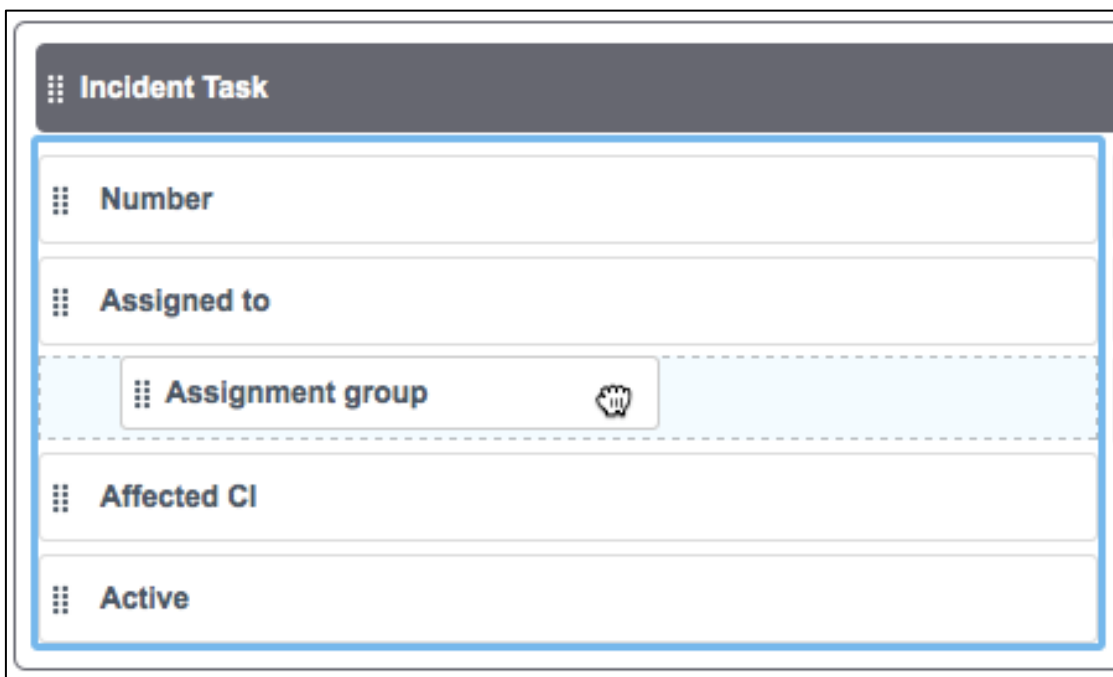 Incident Task
Number
Assigned to
Assignment group
Affected CI
Active